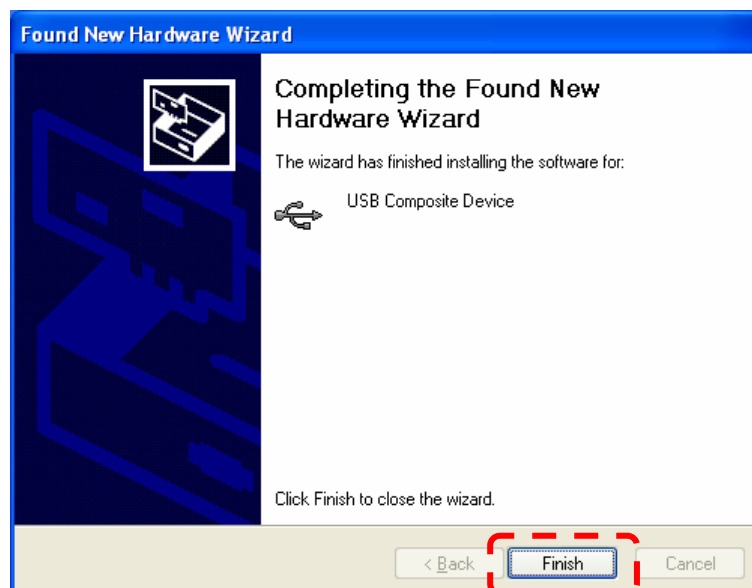 Found New Hardware Wizard
Completing the Found New
Hardware Wizard
The wizard has finished installing the software for:
USB Composite Device
Click Finish to close the wizard.
< Back
Finish
Cancel